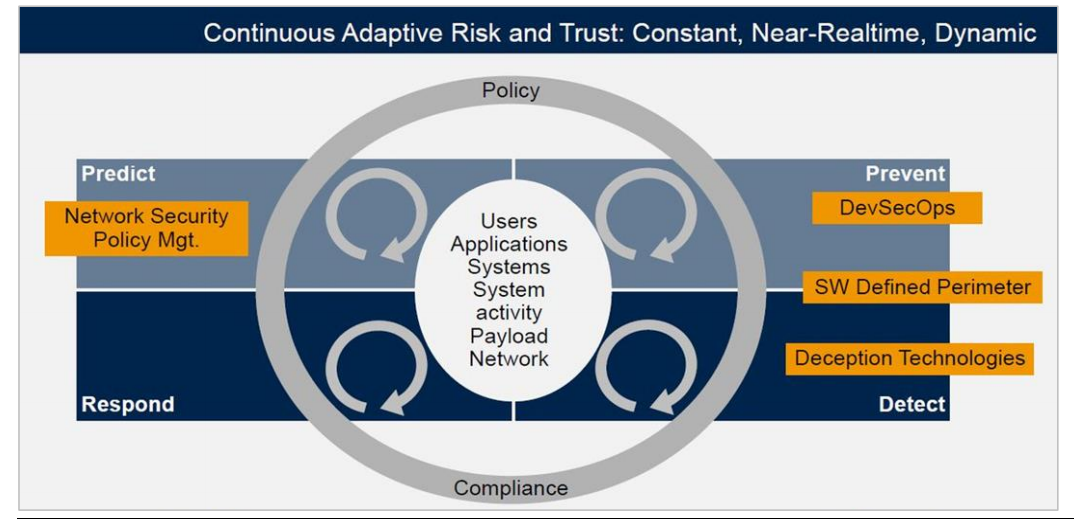 Continuous Adaptive Risk and Trust: Constant, Near-Realtime, Dynamic
Policy
Predict
Prevent
Network Security
Policy Mgt.
DevSecOps
Users
Applications
Systems
System
activity
Payload
Network
SW Defined Perimeter
Deception Technologies
Respond
Detect
Compliance